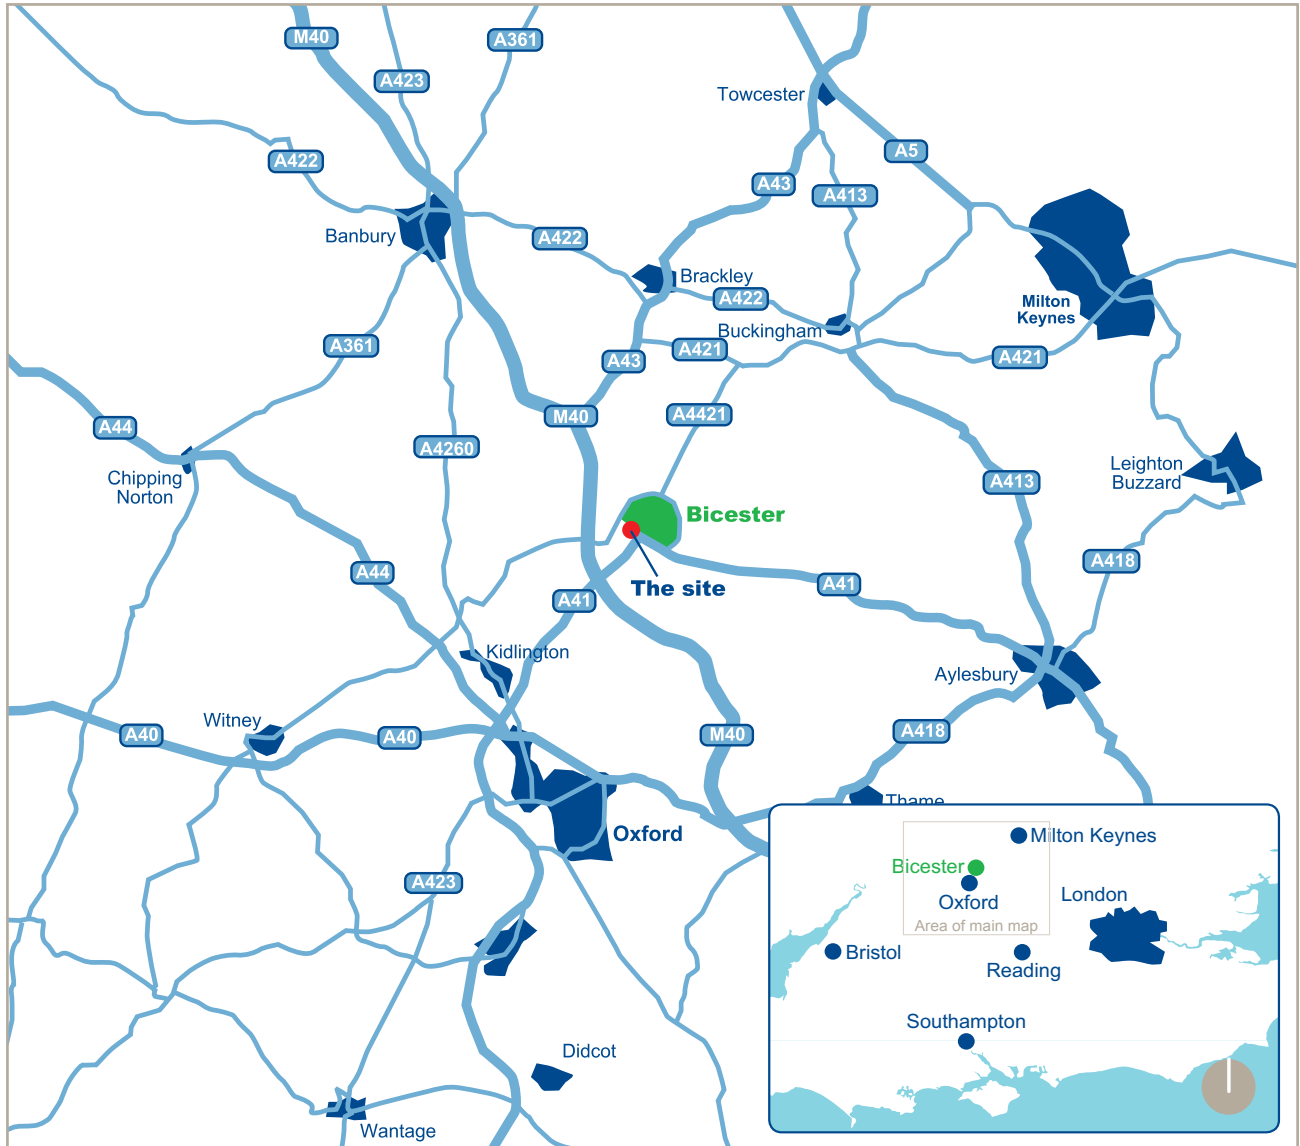 M40
A361
A423
Towcester
A5
A422
A43
A413
Banbury
A422
Brackley
A422
Milton
Keynes
Buckingham
A361
A43
A421
A421
A44
M40
A4421
A4260
Chipping
Norton
Leighton
Buzzard
A413
Bicester
A418
A44
The site
A41
A41
Kidlington
Aylesbury
Witney
A40
A40
M40
A418
Thame
Oxford
A423
Didcot
Wantage
Milton Keynes
Bicester
Oxford
London
Area of main map
Bristol
Reading
Southampton